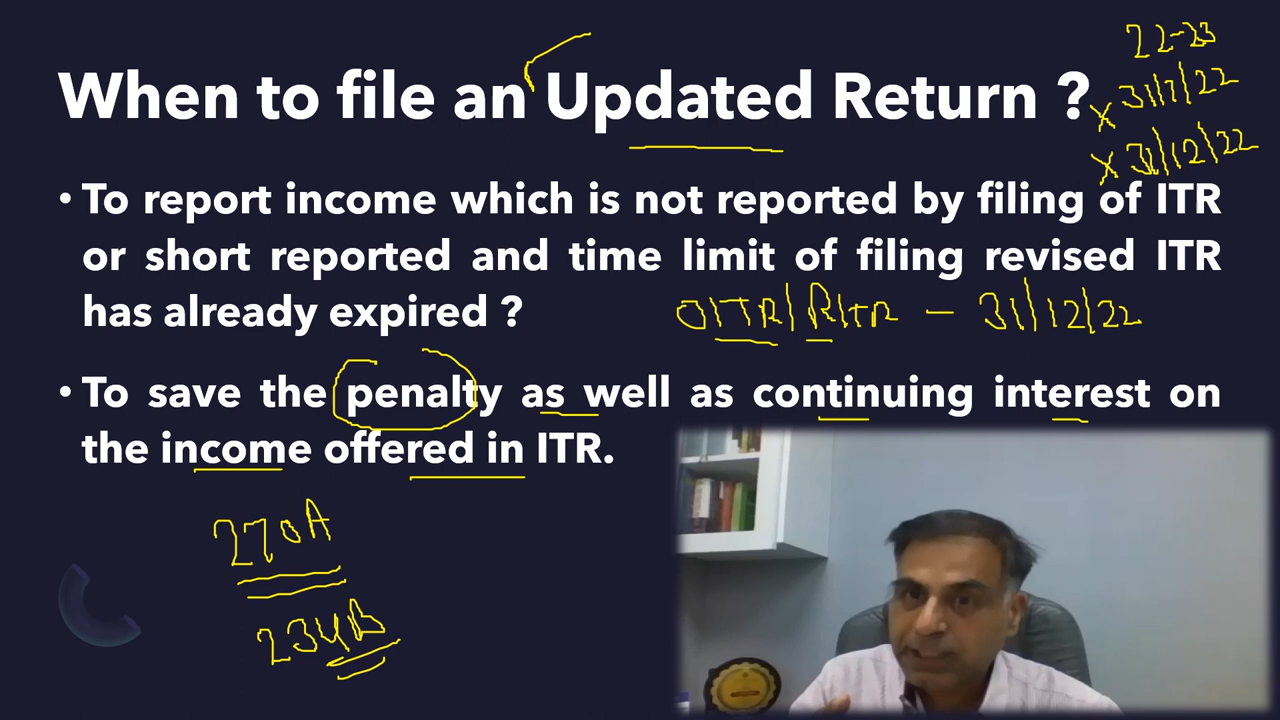 When to file an Updated Return ?
22-23
31/7/22
31/12/22
• To report income which is not reported by filing of ITR
or short reported and time limit of filing revised ITR
has already expired ?
OITR/RITR - 31/12/22
• To save the penalty as well as continuing interest on
the income offered in ITR.
270A
234B